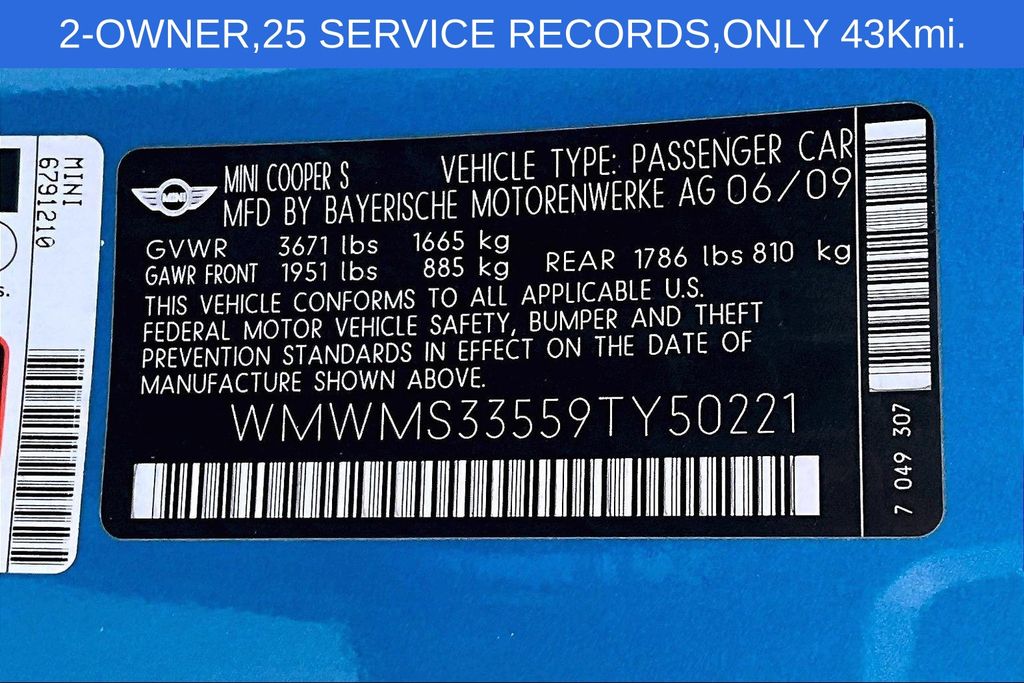 2-OWNER,25 SERVICE RECORDS,ONLY 43Kmi.
MINI
6791210
s.
MINI
MINI COOPER S VEHICLE TYPE: PASSENGER CAR
MFD BY BAYERISCHE MOTORENWERKE AG 06/09
GVWR 3671 lbs 1665 kg
GAWR FRONT 1951 lbs 885 kg REAR 1786 lbs 810 kg
THIS VEHICLE CONFORMS TO ALL APPLICABLE U.S.
FEDERAL MOTOR VEHICLE SAFETY, BUMPER AND THEFT
PREVENTION STANDARDS IN EFFECT ON THE DATE OF
MANUFACTURE SHOWN ABOVE.
WMWMS33559TY50221
7 049 307